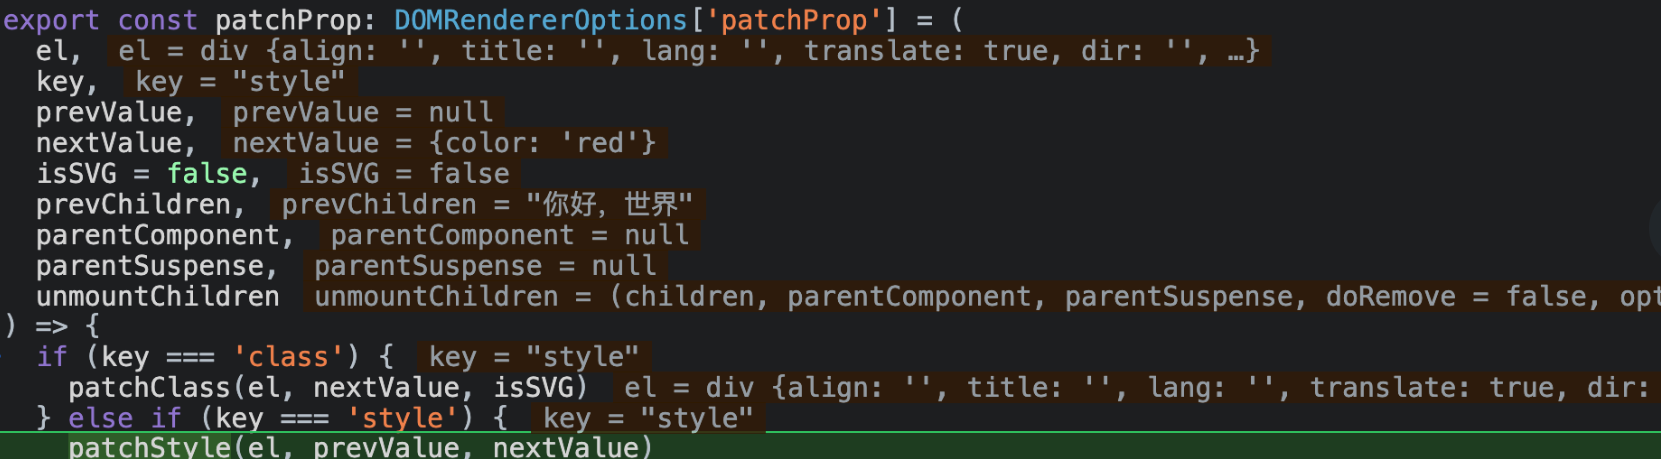 export const patchProp: DOMRendererOptions['patchProp'] = (
el, el = div {align: '', title: '', lang: '', translate: true, dir: '', …}
key, key = "style"
prevValue, prevValue = null
nextValue, nextValue = {color: 'red'}
isSVG = false, isSVG = false
prevChildren, prevChildren = "你好，世界"
parentComponent, parentComponent = null
parentSuspense, parentSuspense = null
unmountChildren unmountChildren = (children, parentComponent, parentSuspense, doRemove = false, opt
) => {
if (key === 'class') { key = "style"
patchClass(el, nextValue, isSVG) el = div {align: '', title: '', lang: '', translate: true, dir:
} else if (key === 'style') { key = "style"
patchStyle(el, prevValue, nextValue)